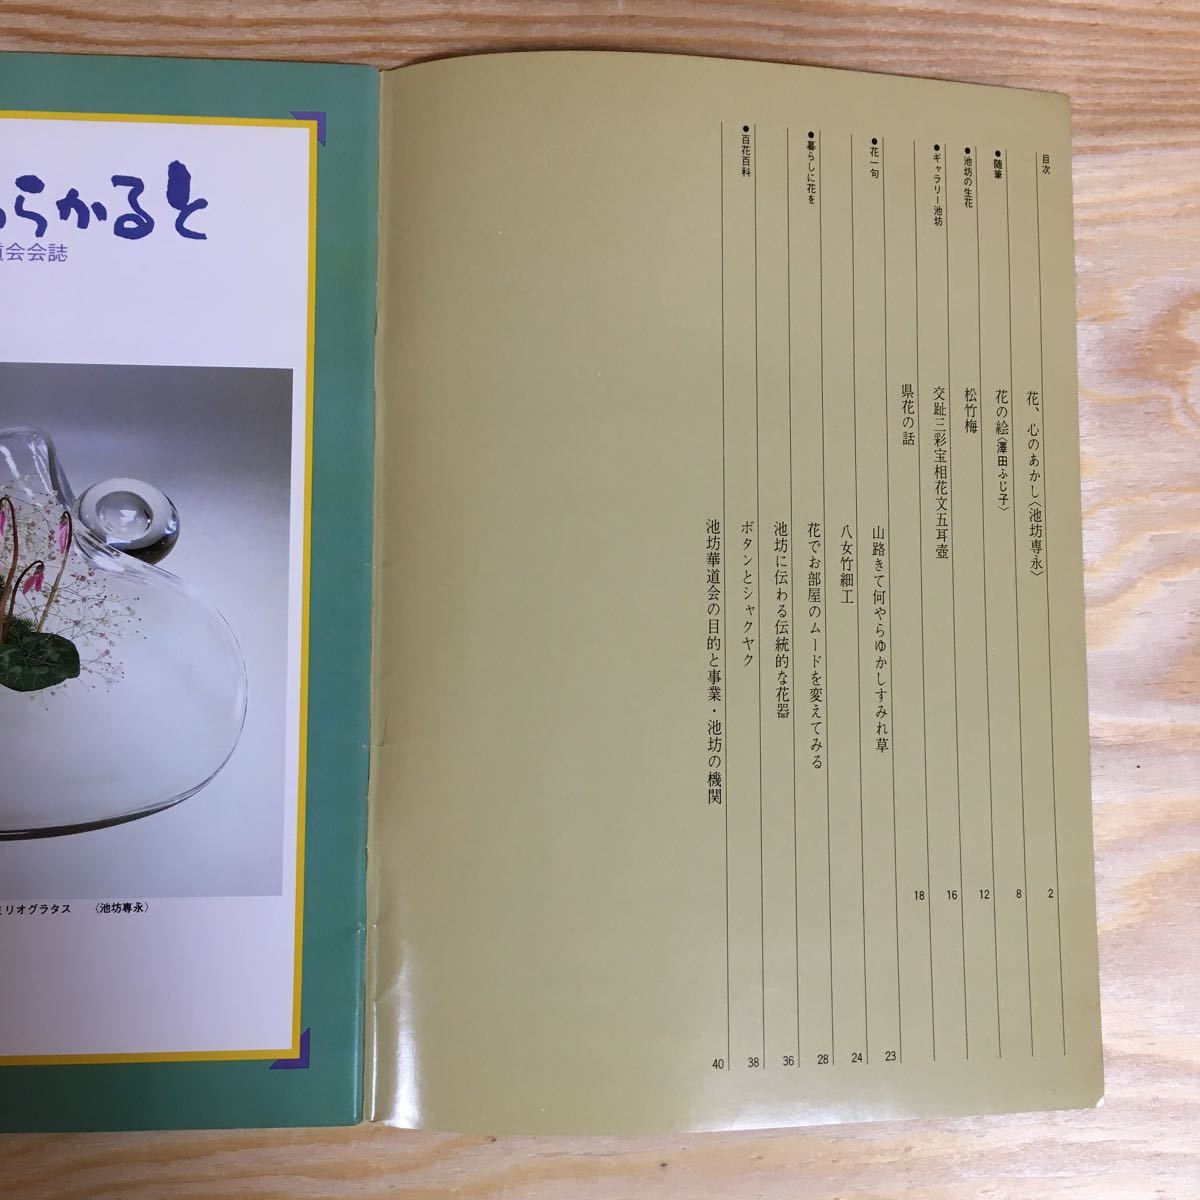 らかると
道会会誌
ミリオグラタス 〈池坊専永〉
目次
花、心のあかし〈池坊専永〉 2
●随筆 花の絵〈澤田ふじ子〉 8
●池坊の生花 松竹梅 12
●ギャラリー池坊 交趾三彩宝相花文五耳壺 16
県花の話 18
●花一句 山路きて何やらゆかしすみれ草 23
八女竹細工 24
●暮らしに花を 花でお部屋のムードを変えてみる 28
池坊に伝わる伝統的な花器 36
●百花百科 ボタンとシャクヤク 38
池坊華道会の目的と事業・池坊の機関 40